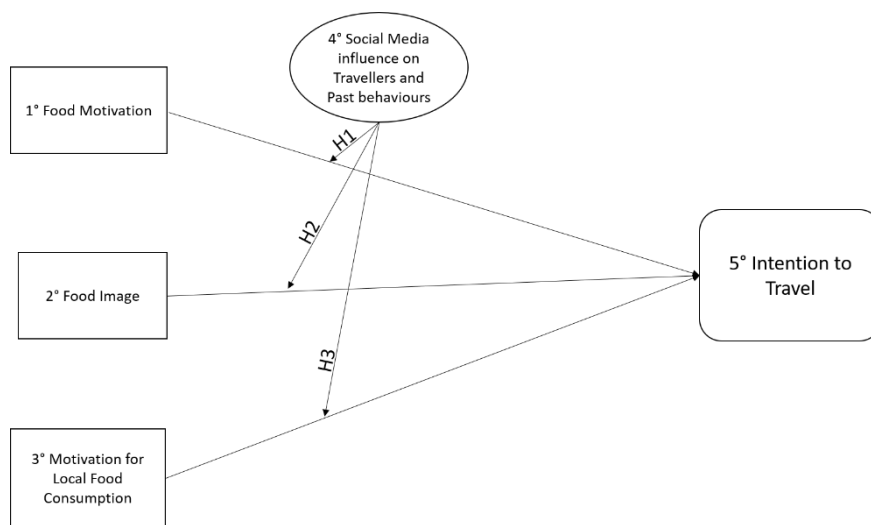 4° Social Media
influence on
Travellers and
Past behaviours
1° Food Motivation
H1
H2
2° Food Image
5° Intention to
Travel
H3
3° Motivation for
Local Food
Consumption